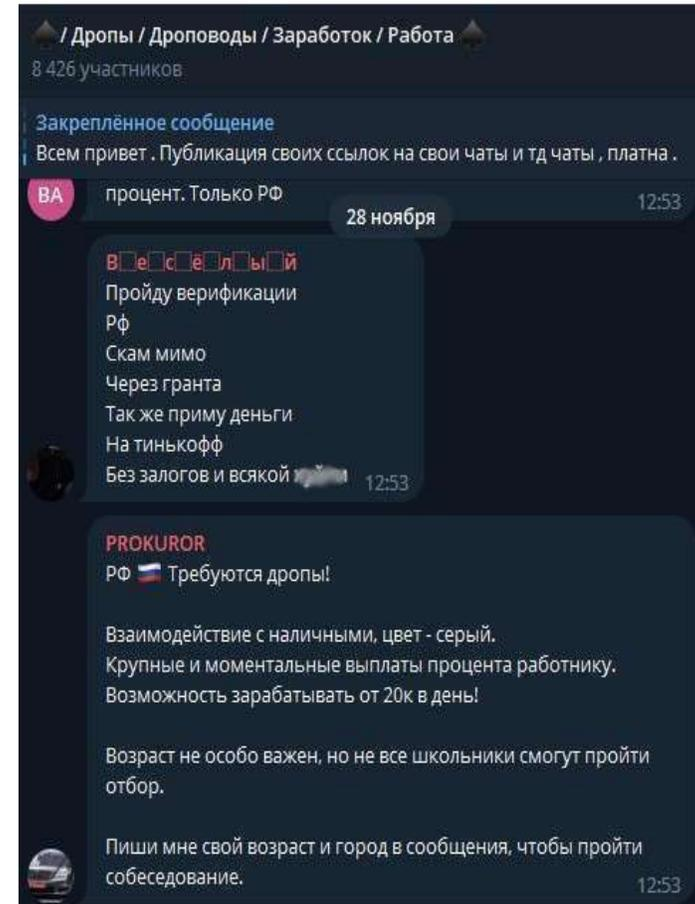 / Дропы / Дроповоды / Заработок / Работа
8 426 участников
Закреплённое сообщение
Всем привет . Публикация своих ссылок на свои чаты и тд чаты , платна .
ВА
процент. Только РФ
12:53
28 ноября
В□е□с□ё□л□ы□й
Пройду верификации
Рф
Скам мимо
Через гранта
Так же приму деньги
На тинькофф
Без залогов и всякой
12:53
PROKUROR
РФ 🇷🇺 Требуются дропы!
Взаимодействие с наличными, цвет - серый.
Крупные и моментальные выплаты процента работнику.
Возможность зарабатывать от 20к в день!
Возраст не особо важен, но не все школьники смогут пройти
отбор.
Пиши мне свой возраст и город в сообщения, чтобы пройти
собеседование.
12:53